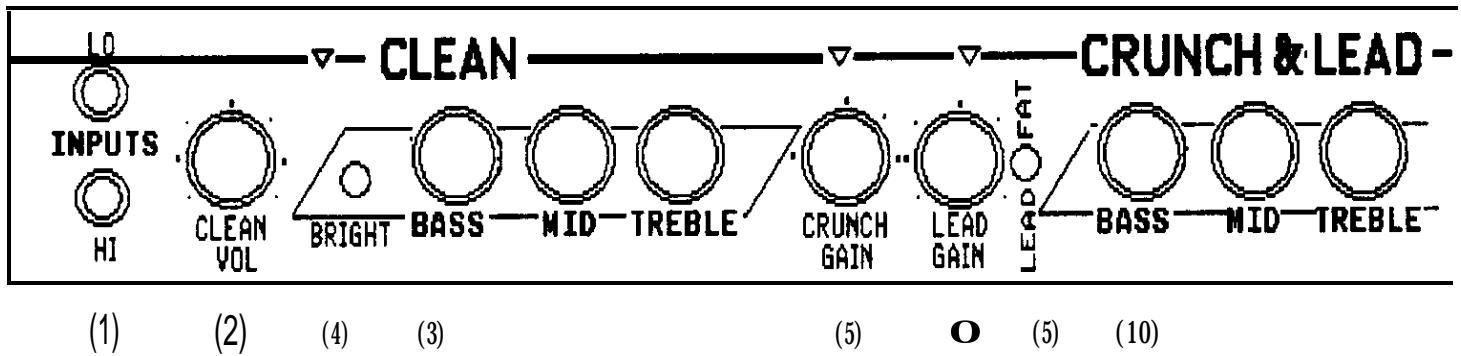 LO
CLEAN
CRUNCH & LEAD
INPUTS
HI
CLEAN
VOL
BRIGHT
BASS
MID
TREBLE
CRUNCH
GAIN
LEAD
GAIN
LEAD
FAT
BASS
MID
TREBLE
(1) (2) (4) (3) (5) O (5) (10)